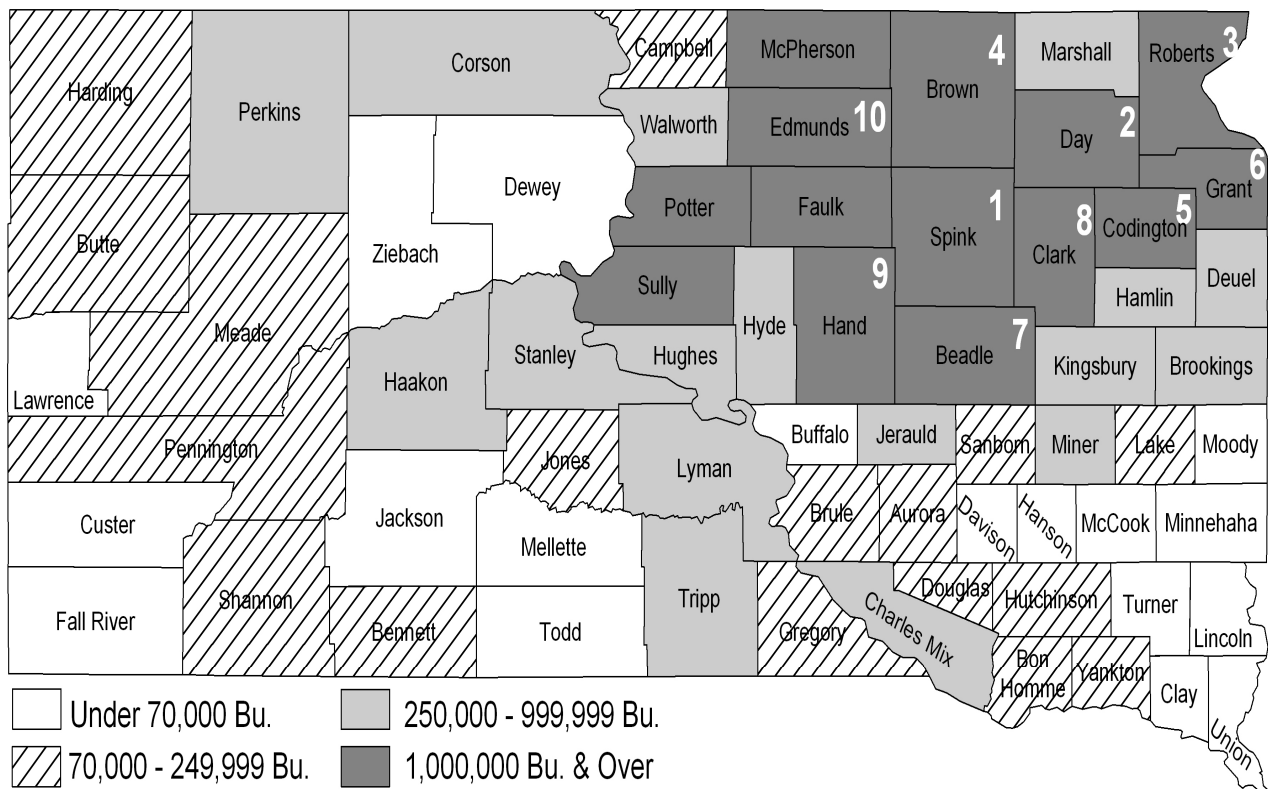 Harding
Perkins
Corson
Campbell
McPherson
Brown
4
Marshall
Roberts
3
Walworth
Edmunds
10
Day
2
Dewey
Ziebach
Butte
Potter
Faulk
Spink
1
Clark
8
Codington
5
Grant
6
Meade
Sully
Hyde
Hand
9
Hamlin
Deuel
Lawrence
Haakon
Stanley
Hughes
Beadle
7
Kingsbury
Brookings
Pennington
Jones
Lyman
Buffalo
Jerauld
Sanborn
Miner
Lake
Moody
Custer
Jackson
Mellette
Brule
Aurora
Davison
Hanson
McCook
Minnehaha
Fall River
Shannon
Bennett
Todd
Tripp
Gregory
Charles Mix
Douglas
Hutchinson
Turner
Lincoln
Bon
Homme
Yankton
Clay
Union
Under 70,000 Bu.
250,000 - 999,999 Bu.
70,000 - 249,999 Bu.
1,000,000 Bu. & Over